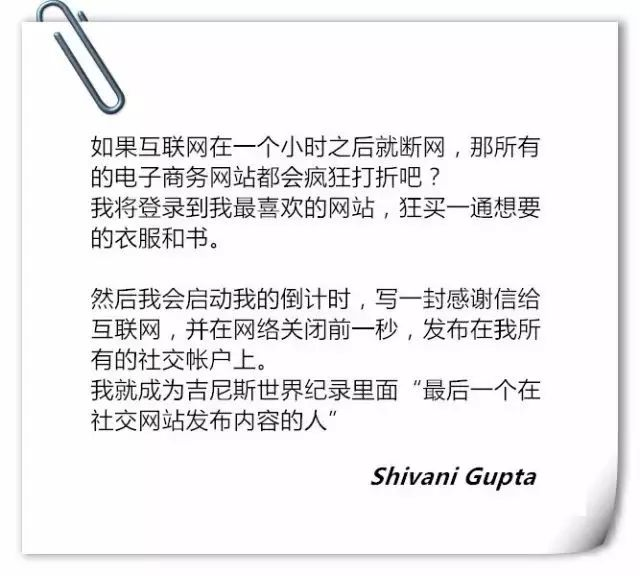 如果互联网在一个小时之后就断网，那所有
的电子商务网站都会疯狂打折吧？
我将登录到我最喜欢的网站，狂买一通想要
的衣服和书。
然后我会启动我的倒计时，写一封感谢信给
互联网，并在网络关闭前一秒，发布在我所
有的社交帐户上。
我就成为吉尼斯世界纪录里面“最后一个在
社交网站发布内容的人”
Shivani Gupta